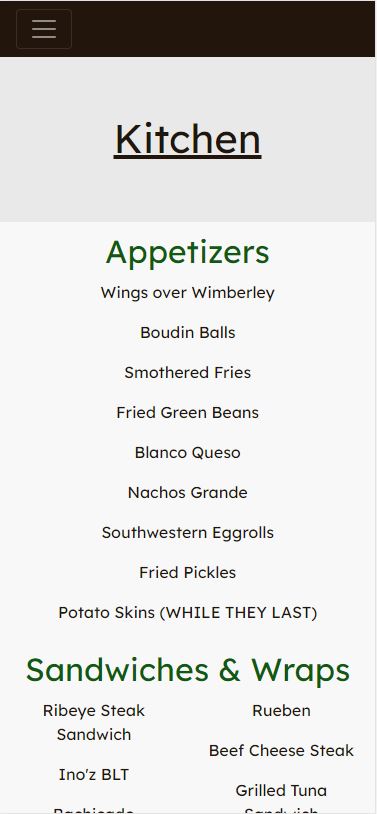 Kitchen
Appetizers
Wings over Wimberley
Boudin Balls
Smothered Fries
Fried Green Beans
Blanco Queso
Nachos Grande
Southwestern Eggrolls
Fried Pickles
Potato Skins (WHILE THEY LAST)
Sandwiches & Wraps
Ribeye Steak
Sandwich
Ino'z BLT
Rueben
Beef Cheese Steak
Grilled Tuna
Sandwich